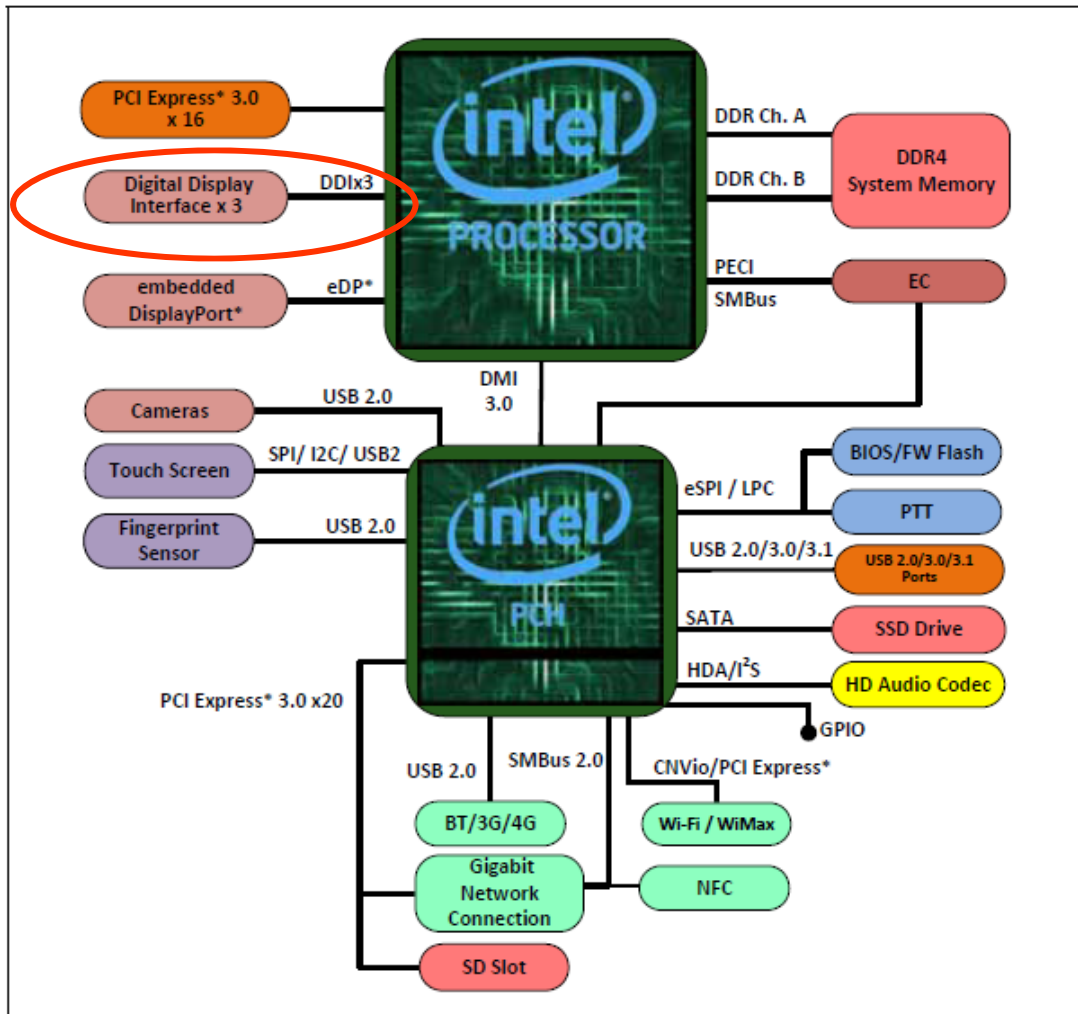 PCI Express* 3.0
x 16
Digital Display
Interface x 3
DDIx3
embedded
DisplayPort*
eDP*
intel®
PROCESSOR
DDR Ch. A
DDR Ch. B
DDR4
System Memory
PECI
SMBus
EC
DMI
3.0
Cameras
USB 2.0
Touch Screen
SPI/ I2C/ USB2
Fingerprint
Sensor
USB 2.0
intel®
PCH
eSPI / LPC
BIOS/FW Flash
PTT
USB 2.0/3.0/3.1
USB 2.0/3.0/3.1
Ports
SATA
SSD Drive
HDA/I²S
HD Audio Codec
GPIO
PCI Express* 3.0 x20
USB 2.0
SMBus 2.0
CNVio/PCI Express*
BT/3G/4G
Wi-Fi / WiMax
Gigabit
Network
Connection
NFC
SD Slot